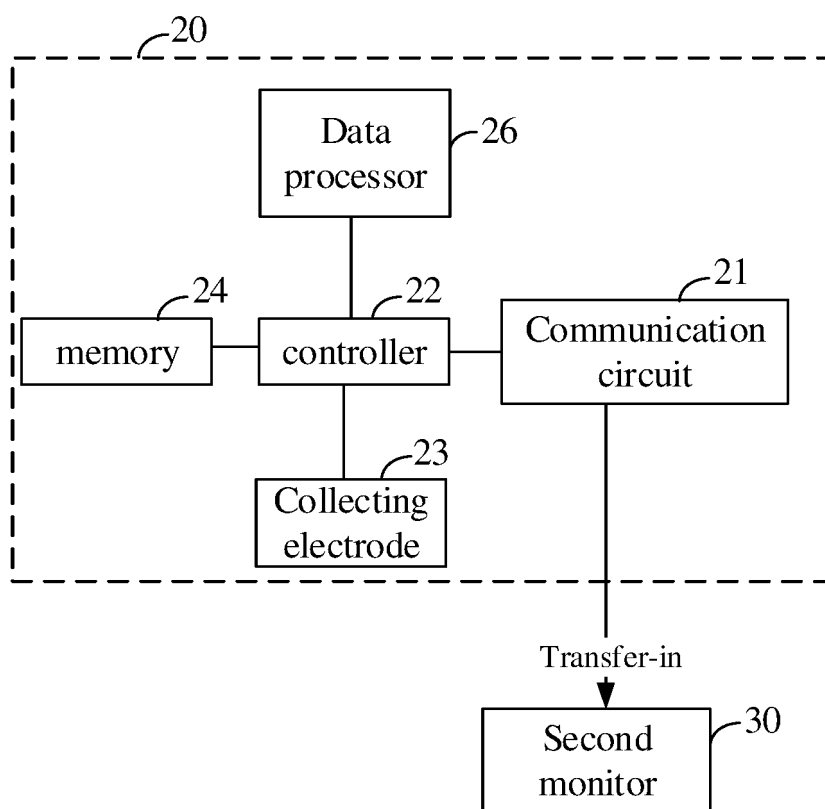 20
Data
processor
26
24
memory
22
controller
21
Communication
circuit
23
Collecting
electrode
Transfer-in
30
Second
monitor